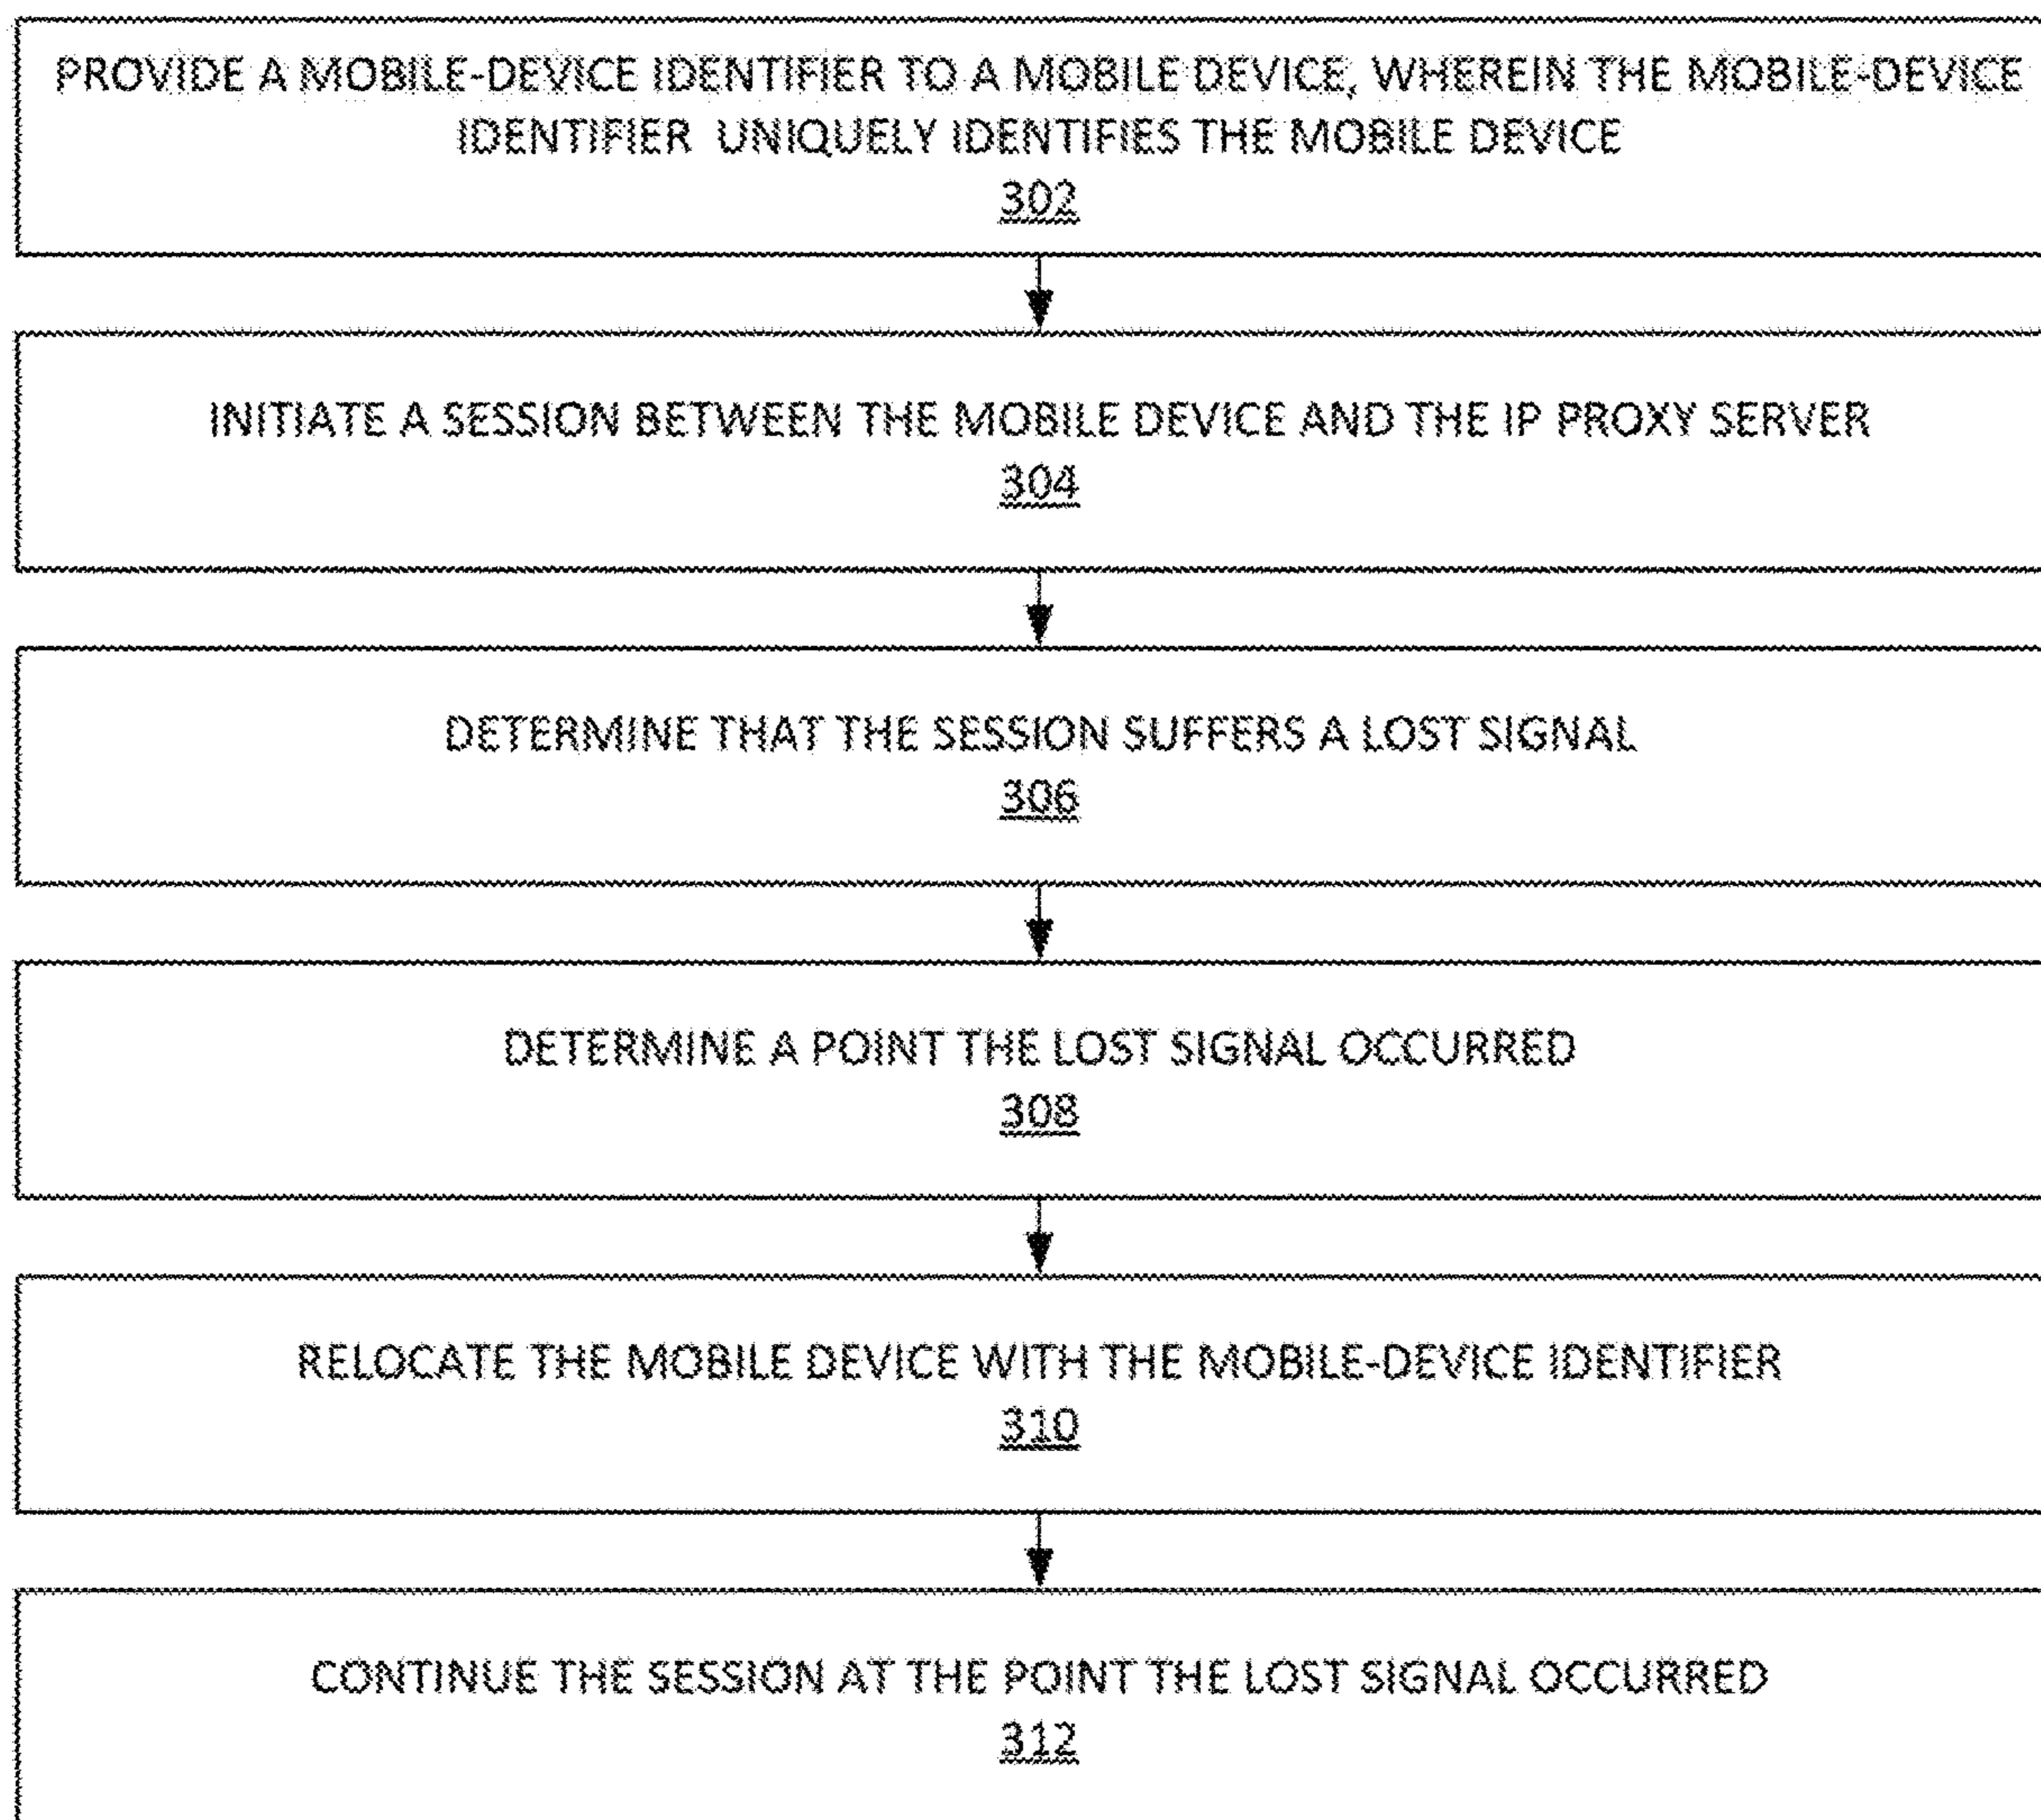 PROVIDE A MOBILE-DEVICE IDENTIFIER TO A MOBILE DEVICE, WHEREIN THE MOBILE-DEVICE
IDENTIFIER UNIQUELY IDENTIFIES THE MOBILE DEVICE
302
INITIATE A SESSION BETWEEN THE MOBILE DEVICE AND THE IP PROXY SERVER
304
DETERMINE THAT THE SESSION SUFFERS A LOST SIGNAL
306
DETERMINE A POINT THE LOST SIGNAL OCCURRED
308
RELOCATE THE MOBILE DEVICE WITH THE MOBILE-DEVICE IDENTIFIER
310
CONTINUE THE SESSION AT THE POINT THE LOST SIGNAL OCCURRED
312